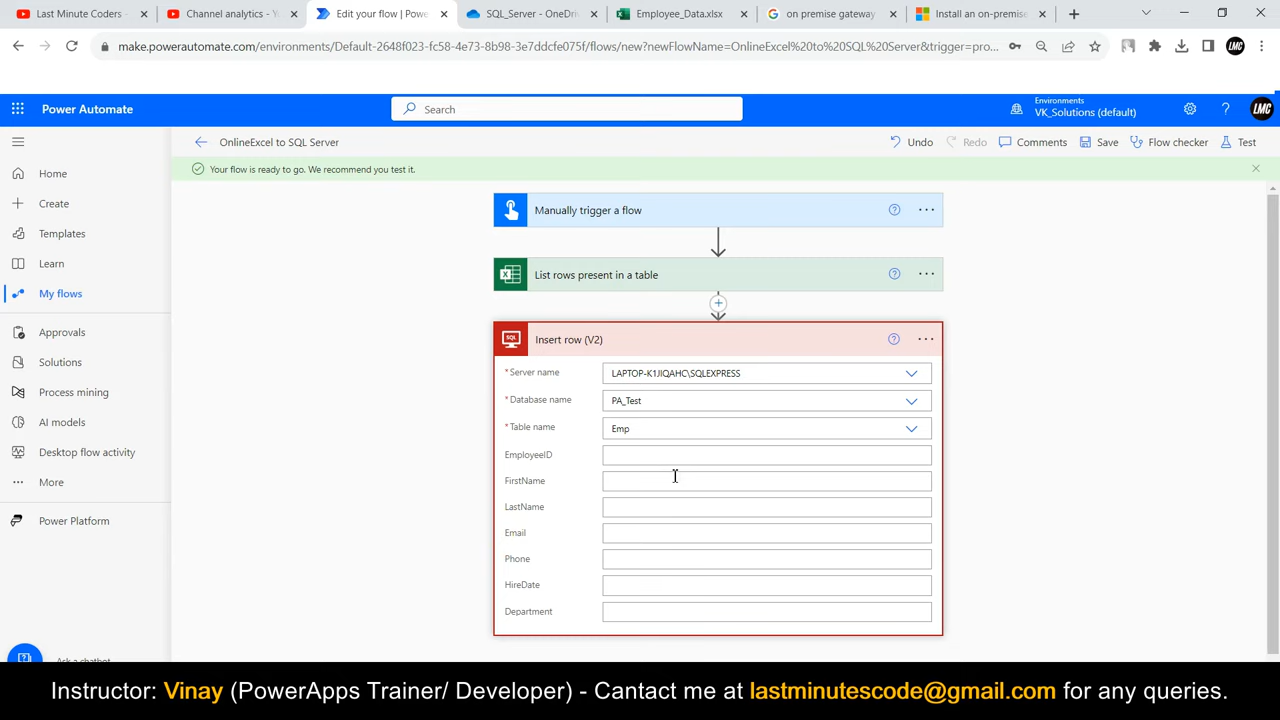 Last Minute Coders -
Channel analytics - Y
Edit your flow | Powe
SQL_Server - OneDriv
Employee_Data.xlsx
on premise gateway
Install an on-premise
make.powerautomate.com/environments/Default-2648f023-fc58-4e73-8b98-3e7ddcfe075f/flows/new?newFlowName=OnlineExcel%20to%20SQL%20Server&trigger=pro...
LMC
Power Automate
Search
Environments
VK_Solutions (default)
LMC
OnlineExcel to SQL Server
Undo
Redo
Comments
Save
Flow checker
Test
Your flow is ready to go. We recommend you test it.
Home
Create
Templates
Learn
My flows
Approvals
Solutions
Process mining
AI models
Desktop flow activity
More
Power Platform
Ask a chatbot
Manually trigger a flow
List rows present in a table
SQL
Insert row (V2)
*Server name LAPTOP-K1JIQAHC\SQLEXPRESS
*Database name PA_Test
*Table name Emp
EmployeeID
FirstName
LastName
Email
Phone
HireDate
Department
Instructor: Vinay (PowerApps Trainer/ Developer) - Cantact me at lastminutescode@gmail.com for any queries.